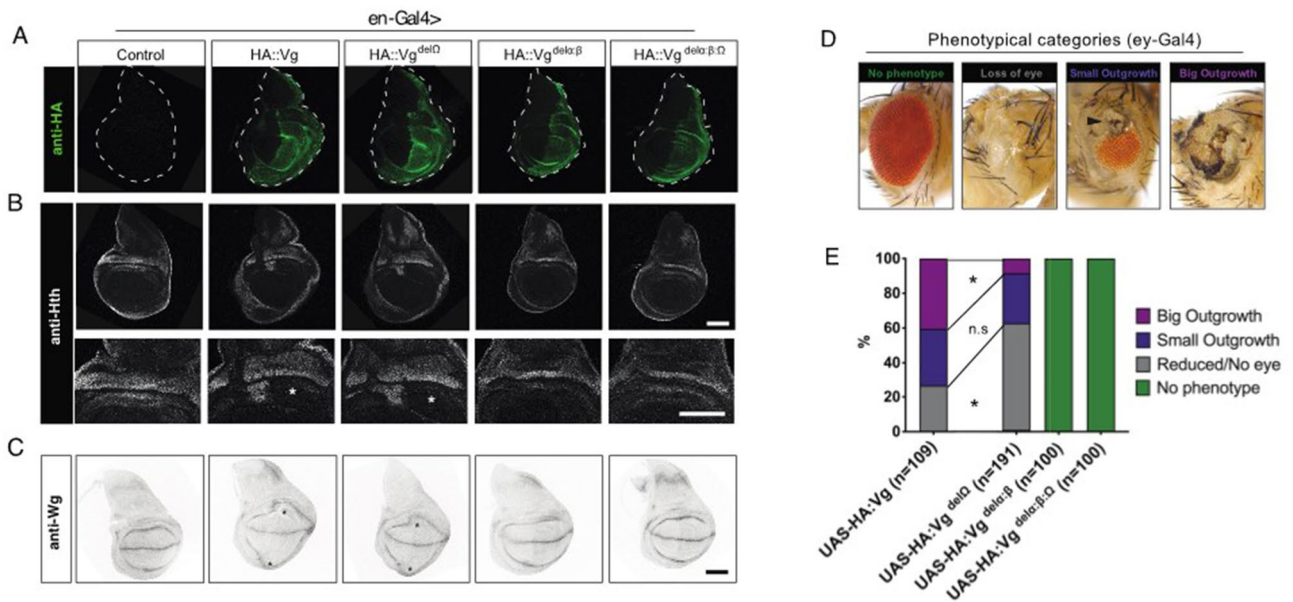 en-Gal4>
A
Control
HA::Vg
HA::Vg delΩ
HA::Vg delα:β
HA::Vg delα:β:Ω
anti-HA
B
anti-Hth
*
*
C
anti-Wg
*
*
*
*
D
Phenotypical categories (ey-Gal4)
No phenotype
Loss of eye
Small Outgrowth
Big Outgrowth
E
100
80
60
40
20
0
%
*
n.s
*
Big Outgrowth
Small Outgrowth
Reduced/No eye
No phenotype
UAS-HA:Vg (n=109)
UAS-HA:Vg delΩ (n=191)
UAS-HA:Vg delα:β (n=100)
UAS-HA:Vg delα:β:Ω (n=100)